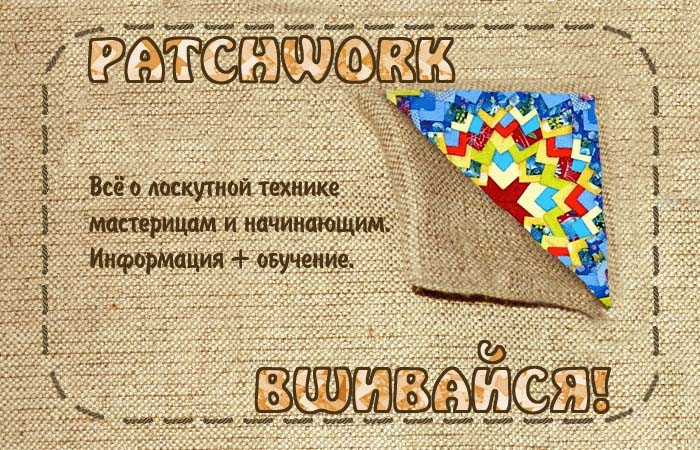 PATCHWORK
Всё о лоскутной технике
мастерицам и начинающим.
Информация + обучение.
ВШИВАЙСЯ!